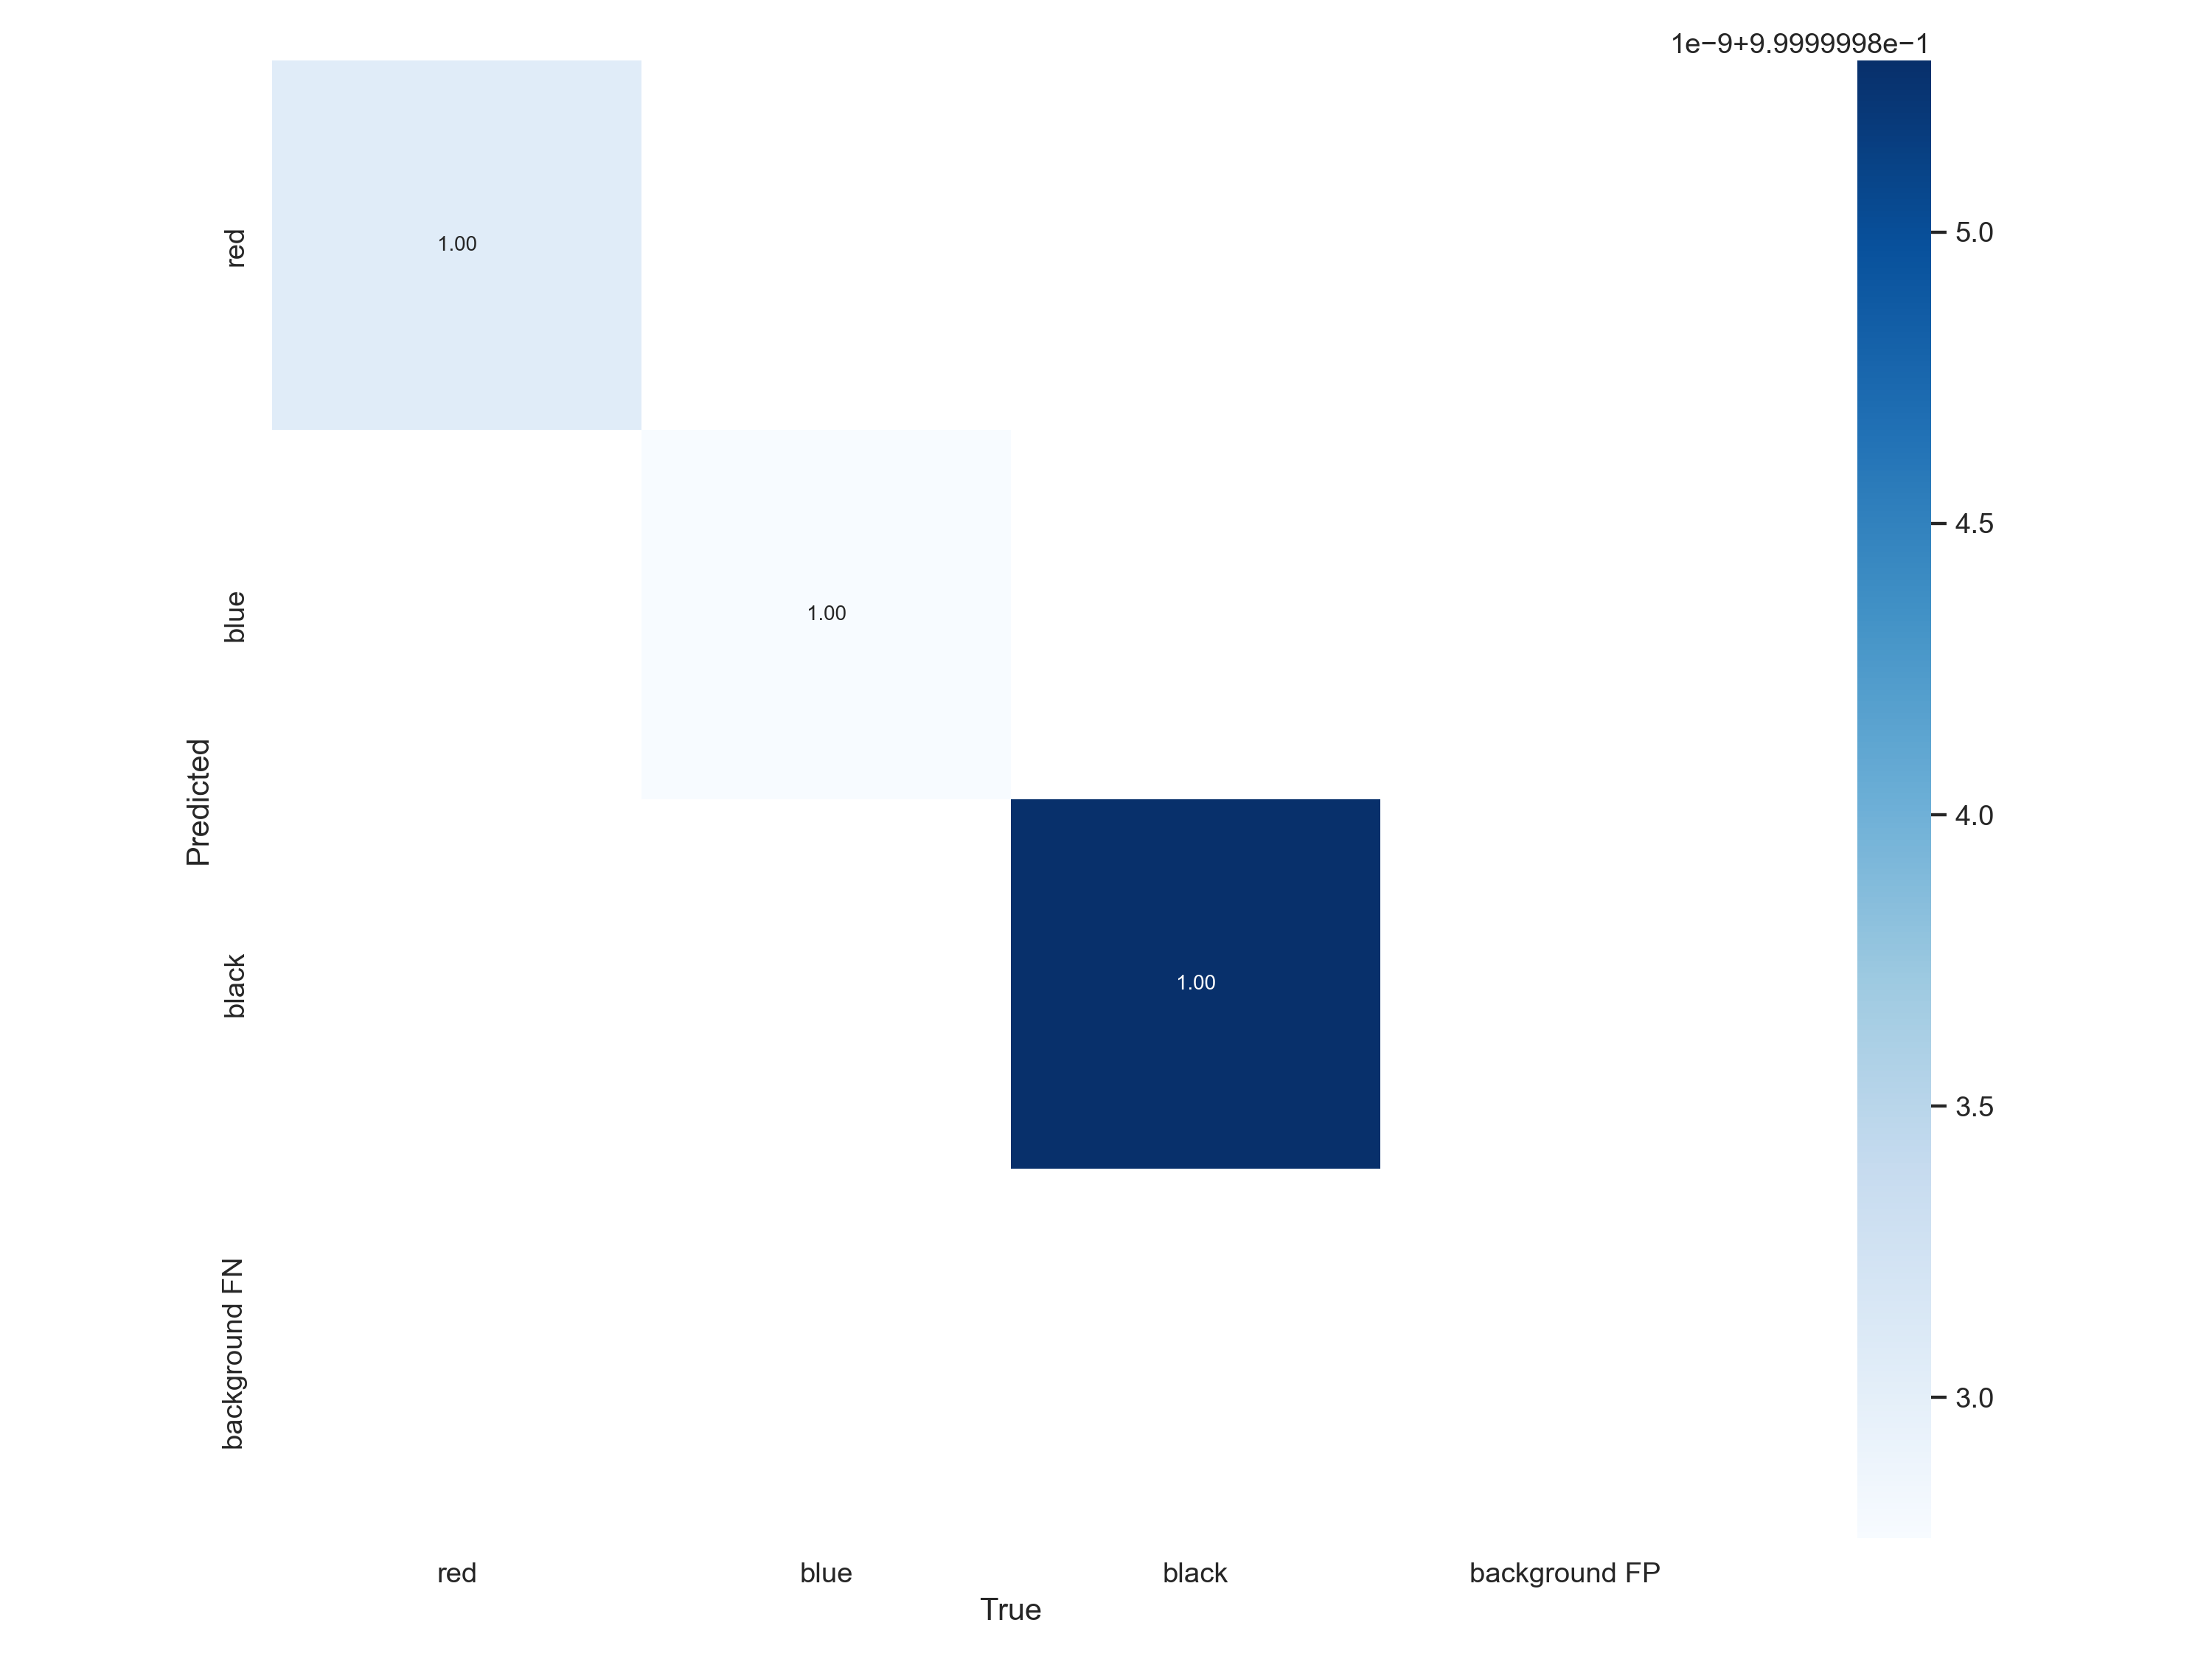 1e−9+9.9999998e−1
red
1.00
5.0
4.5
blue
1.00
Predicted
4.0
black
1.00
3.5
background FN
3.0
red
blue
black
background FP
True